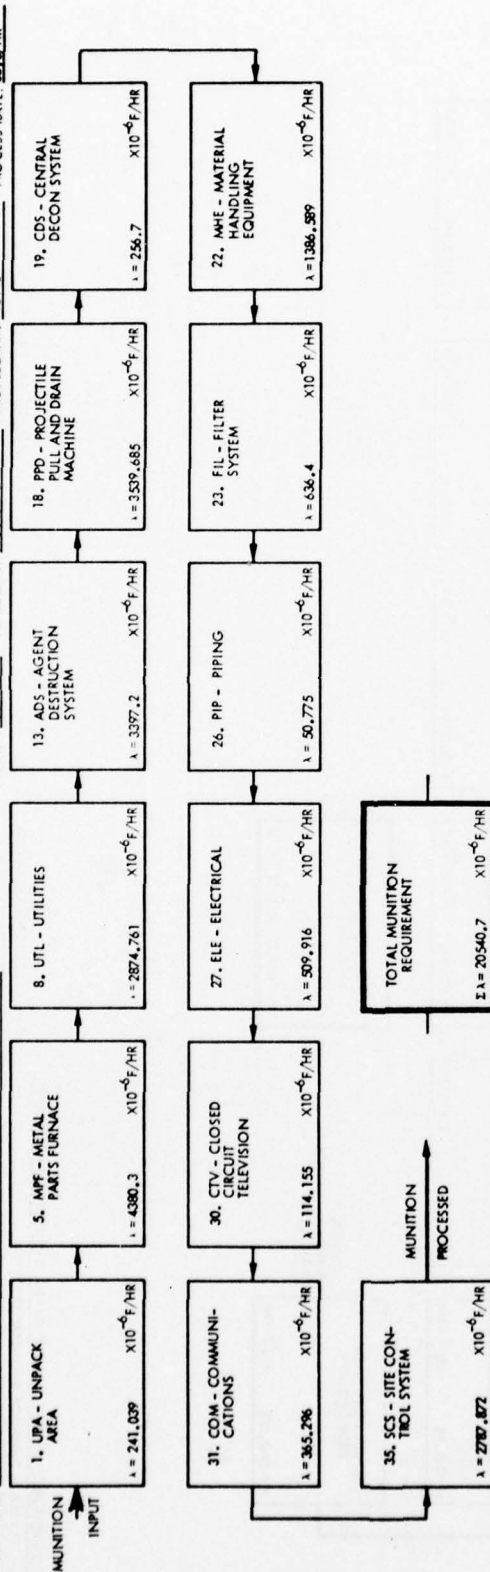 MUNITION
INPUT
1. UPA - UNPACK
AREA
λ = 241.039 X10⁻⁶F/HR
5. MPF - METAL
PARTS FURNACE
λ = 4380.3 X10⁻⁶F/HR
8. UTL - UTILITIES
λ = 2874.761 X10⁻⁶F/HR
13. ADS - AGENT
DESTRUCTION
SYSTEM
λ = 3397.2 X10⁻⁶F/HR
18. PPD - PROJECTILE
PULL AND DRAIN
MACHINE
λ = 3539.685 X10⁻⁶F/HR
19. CDS - CENTRAL
DECON SYSTEM
λ = 256.7 X10⁻⁶F/HR
22. MHE - MATERIAL
HANDLING
EQUIPMENT
λ = 1386.589 X10⁻⁶F/HR
23. FIL - FILTER
SYSTEM
λ = 636.4 X10⁻⁶F/HR
26. PIP - PIPING
λ = 50.775 X10⁻⁶F/HR
27. ELE - ELECTRICAL
λ = 509.916 X10⁻⁶F/HR
30. CTV - CLOSED
CIRCUIT
TELEVISION
λ = 114.155 X10⁻⁶F/HR
31. COM - COMMUNI-
CATIONS
λ = 365.296 X10⁻⁶F/HR
35. SCS - SITE CON-
TROL SYSTEM
λ = 2787.872 X10⁻⁶F/HR
MUNITION
PROCESSED
TOTAL MUNITION
REQUIREMENT
Σλ = 20540.7 X10⁻⁶F/HR